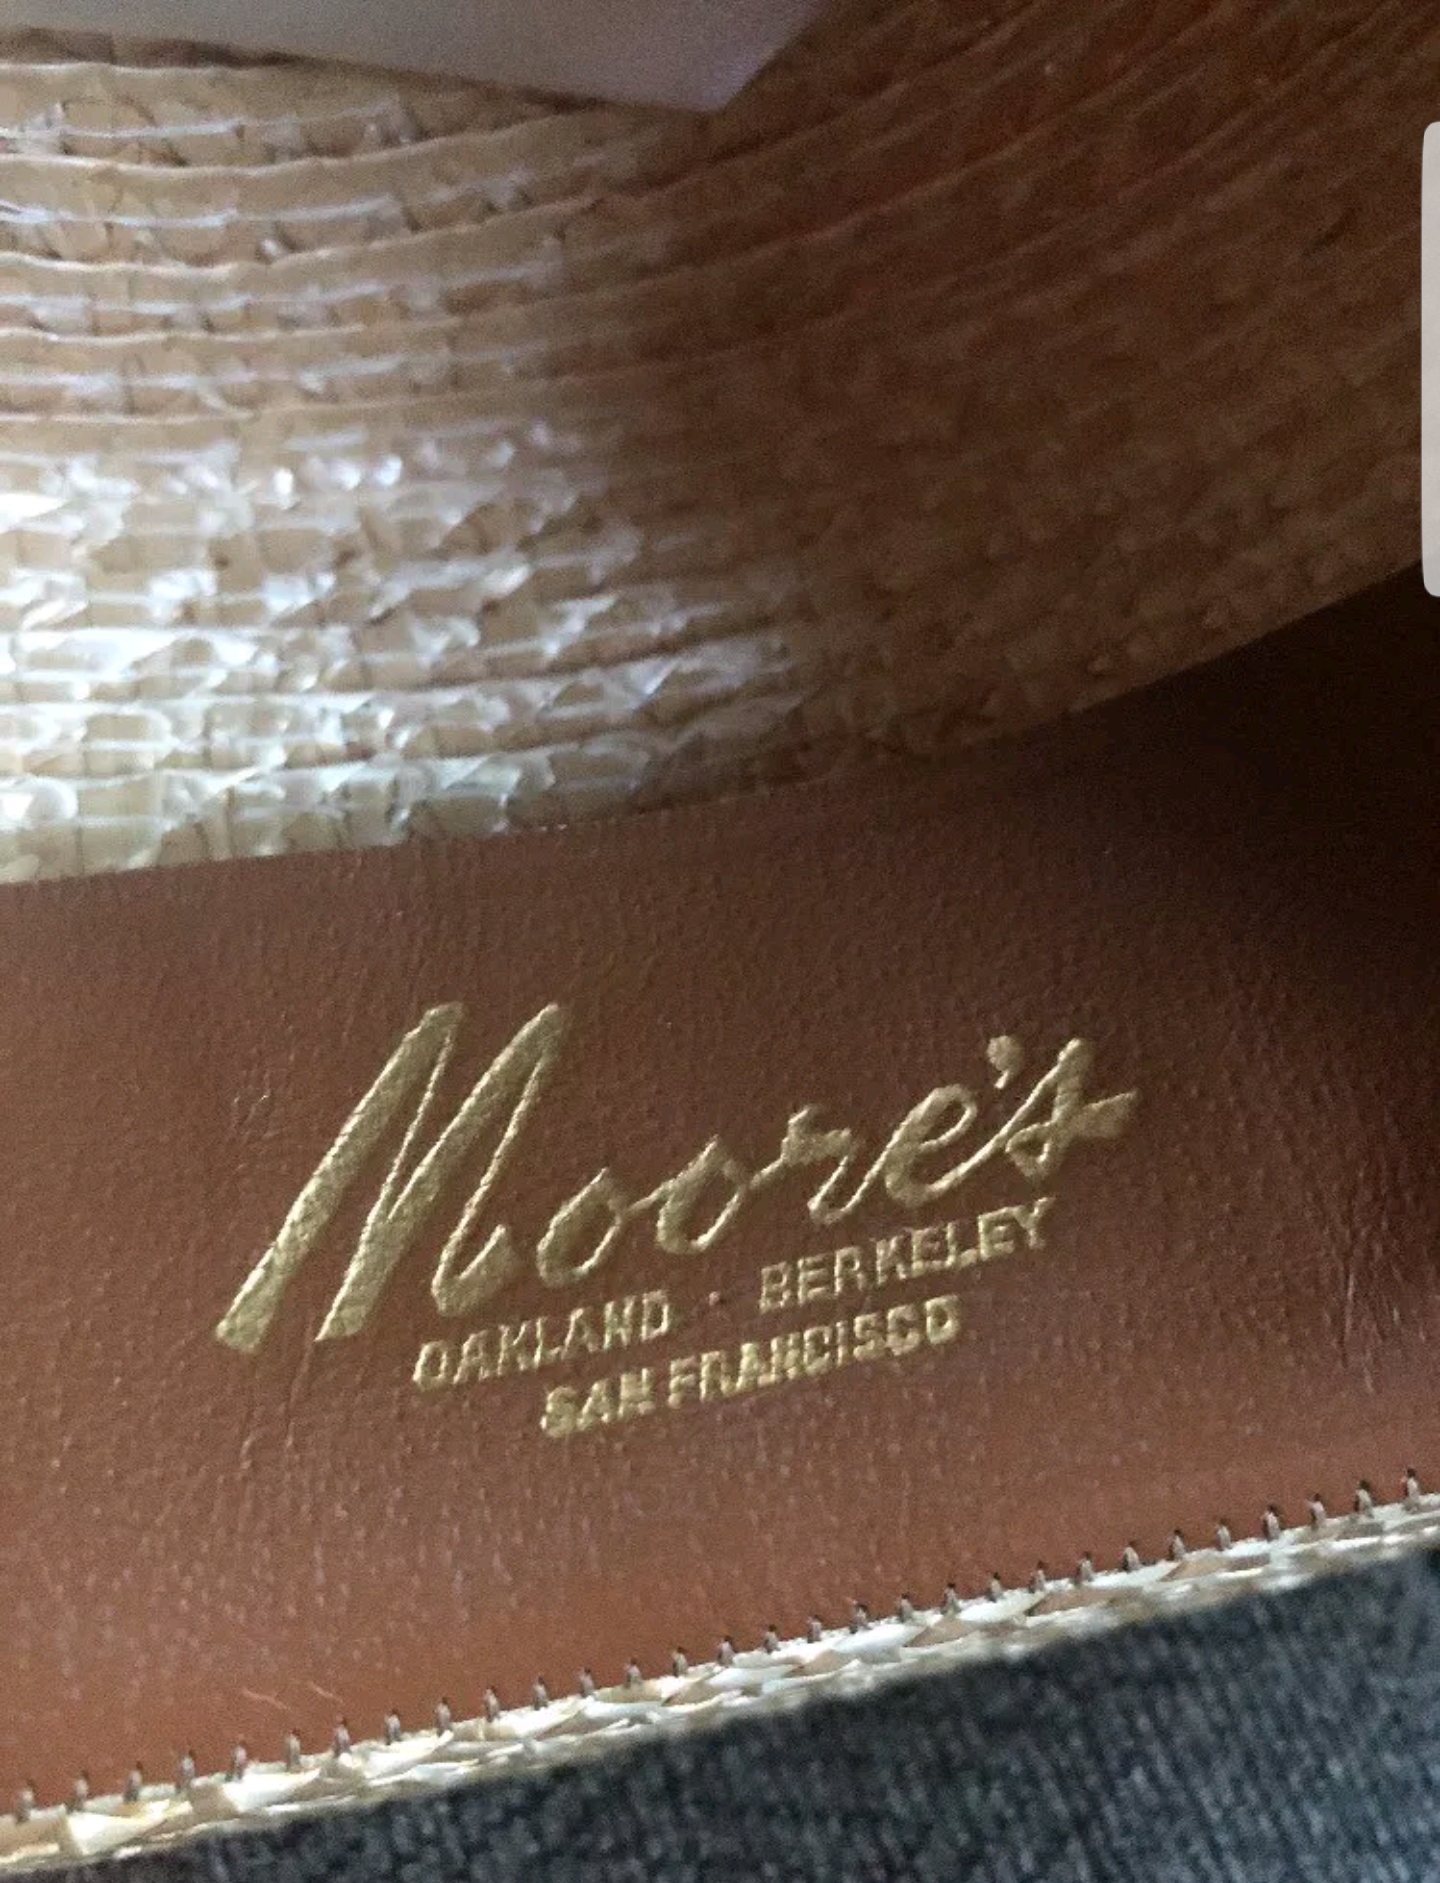 Moore's
OAKLAND · BERKELEY
SAN FRANCISCO